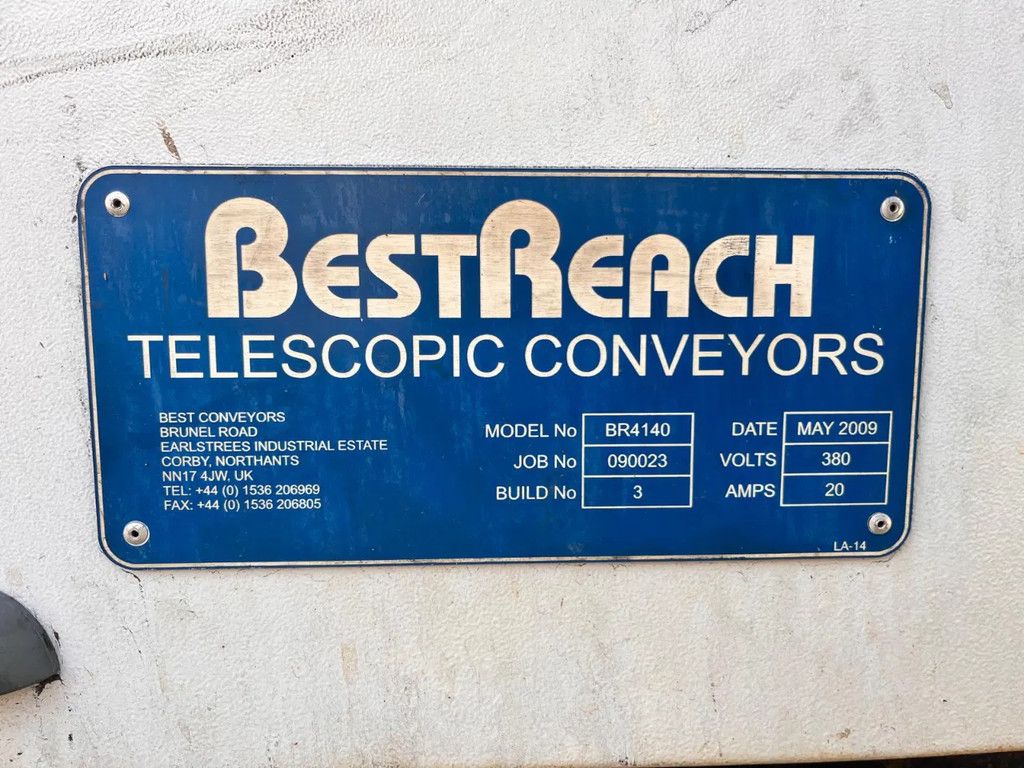 BESTREACH
TELESCOPIC CONVEYORS
BEST CONVEYORS
BRUNEL ROAD
EARLSTREES INDUSTRIAL ESTATE
CORBY, NORTHANTS
NN17 4JW, UK
TEL: +44 (0) 1536 206969
FAX: +44 (0) 1536 206805
MODEL No BR4140
JOB No 090023
BUILD No 3
DATE MAY 2009
VOLTS 380
AMPS 20
LA-14